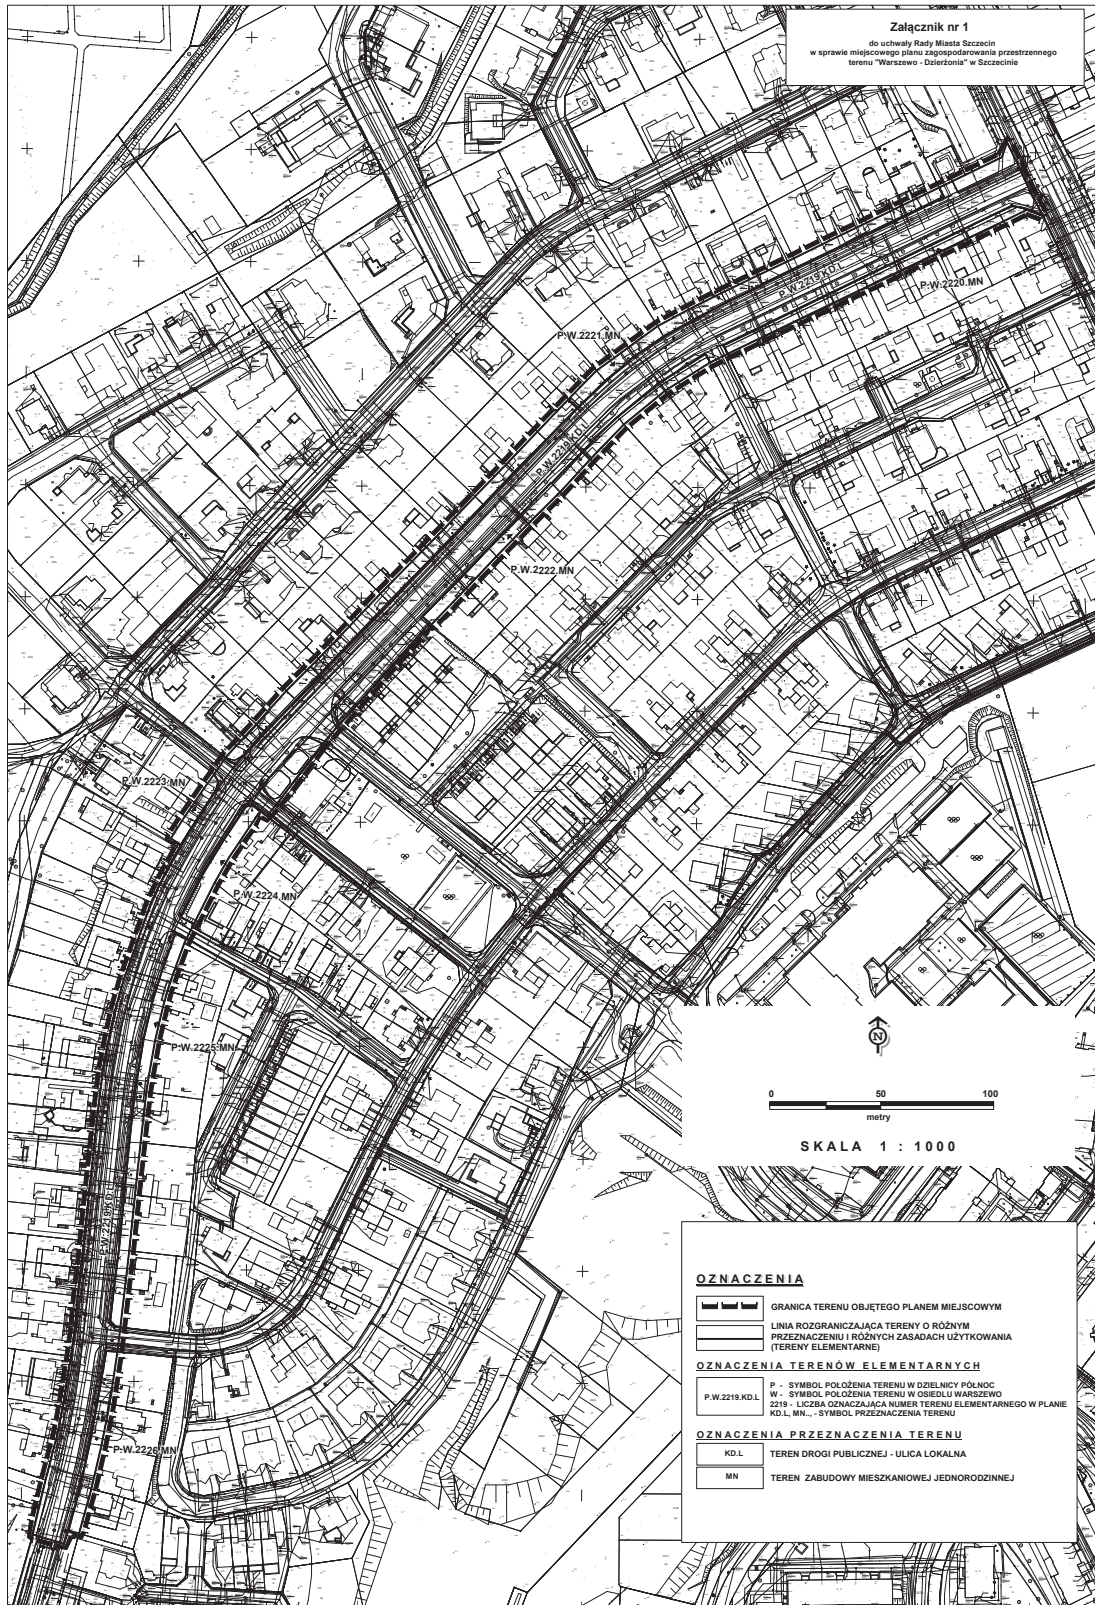 Załącznik nr 1
do uchwały Rady Miasta Szczecin
w sprawie miejscowego planu zagospodarowania przestrzennego
terenu "Warszewo - Dzierżonia" w Szczecinie
P.W.2219.KD.L
P.W.2220.MN
P.W.2221.MN
P.W.2219.KD.L
P.W.2222.MN
P.W.2223.MN
P.W.2224.MN
P.W.2225.MN
P.W.2219.KD.L
P.W.2226.MN
N
0 50 100
metry
SKALA 1 : 1000
OZNACZENIA
GRANICA TERENU OBJĘTEGO PLANEM MIEJSCOWYM
LINIA ROZGRANICZAJĄCA TERENY O RÓŻNYM
PRZEZNACZENIU I RÓŻNYCH ZASADACH UŻYTKOWANIA
(TERENY ELEMENTARNE)
OZNACZENIA TERENÓW ELEMENTARNYCH
P.W.2219.KD.L
P - SYMBOL POŁOŻENIA TERENU W DZIELNICY PÓŁNOC
W - SYMBOL POŁOŻENIA TERENU W OSIEDLU WARSZEWO
2219 - LICZBA OZNACZAJĄCA NUMER TERENU ELEMENTARNEGO W PLANIE
KD.L, MN.., - SYMBOL PRZEZNACZENIA TERENU
OZNACZENIA PRZEZNACZENIA TERENU
KD.L TEREN DROGI PUBLICZNEJ - ULICA LOKALNA
MN TEREN ZABUDOWY MIESZKANIOWEJ JEDNORODZINNEJ